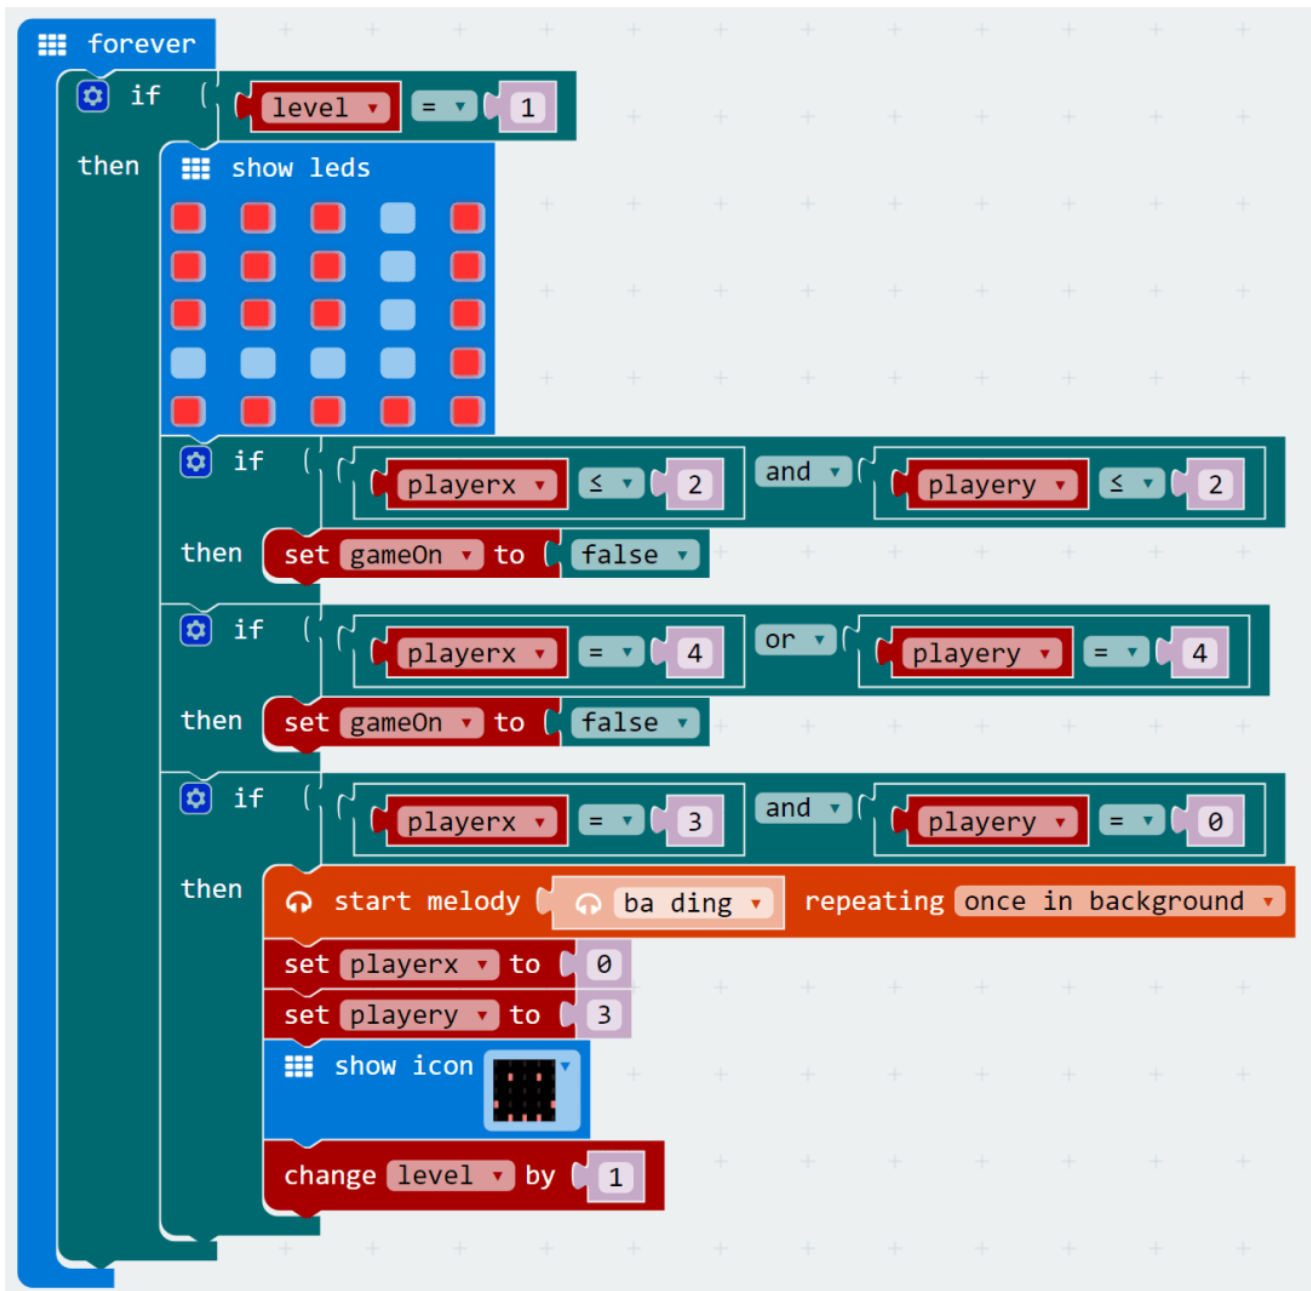 forever
if level = 1
then show leds
if playerx ≤ 2 and playery ≤ 2
then set gameOn to false
if playerx = 4 or playery = 4
then set gameOn to false
if playerx = 3 and playery = 0
then start melody ba ding repeating once in background
set playerx to 0
set playery to 3
show icon
change level by 1